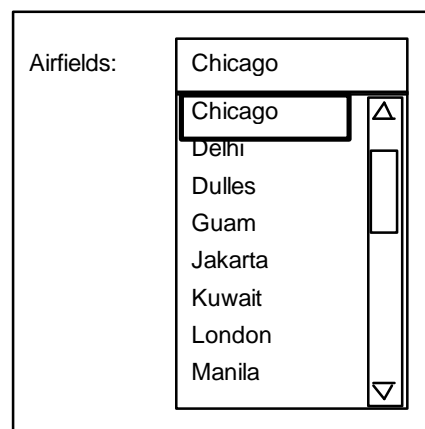 Airfields: Chicago
Chicago
Delhi
Dulles
Guam
Jakarta
Kuwait
London
Manila